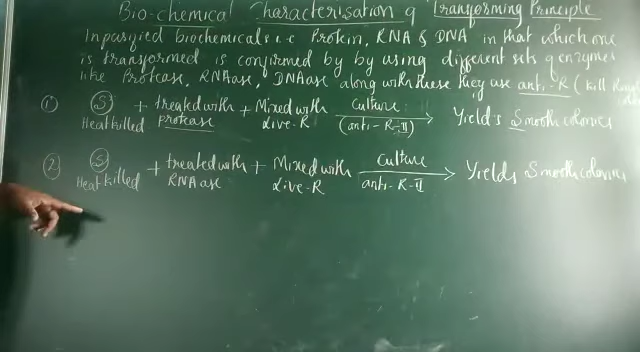 Bio-chemical Characterisation of Transforming Principle
In pasified biochemicals i.e Protein, RNA & DNA in that which one
is transformed is confirmed by by using different sets of enzymes
like Protease, RNAase, DNAase along with these they use anti-R (kill
① Ⓢ Heat killed + treated with protease + Mixed with Live-R culture (anti-R-II) → Yield's Smooth colonies
② Ⓢ Heat killed + treated with RNAase + Mixed with Live-R culture anti-R-II → Yields Smooth colonies